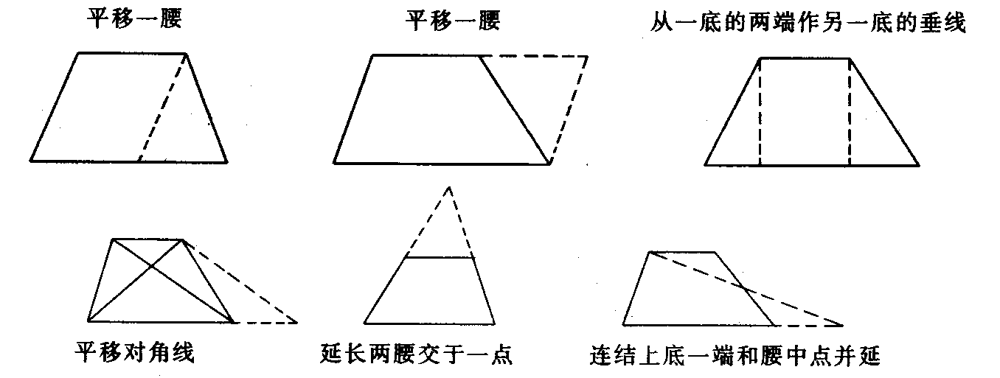 平移一腰
平移一腰
从一底的两端作另一底的垂线
平移对角线
延长两腰交于一点
连结上底一端和腰中点并延